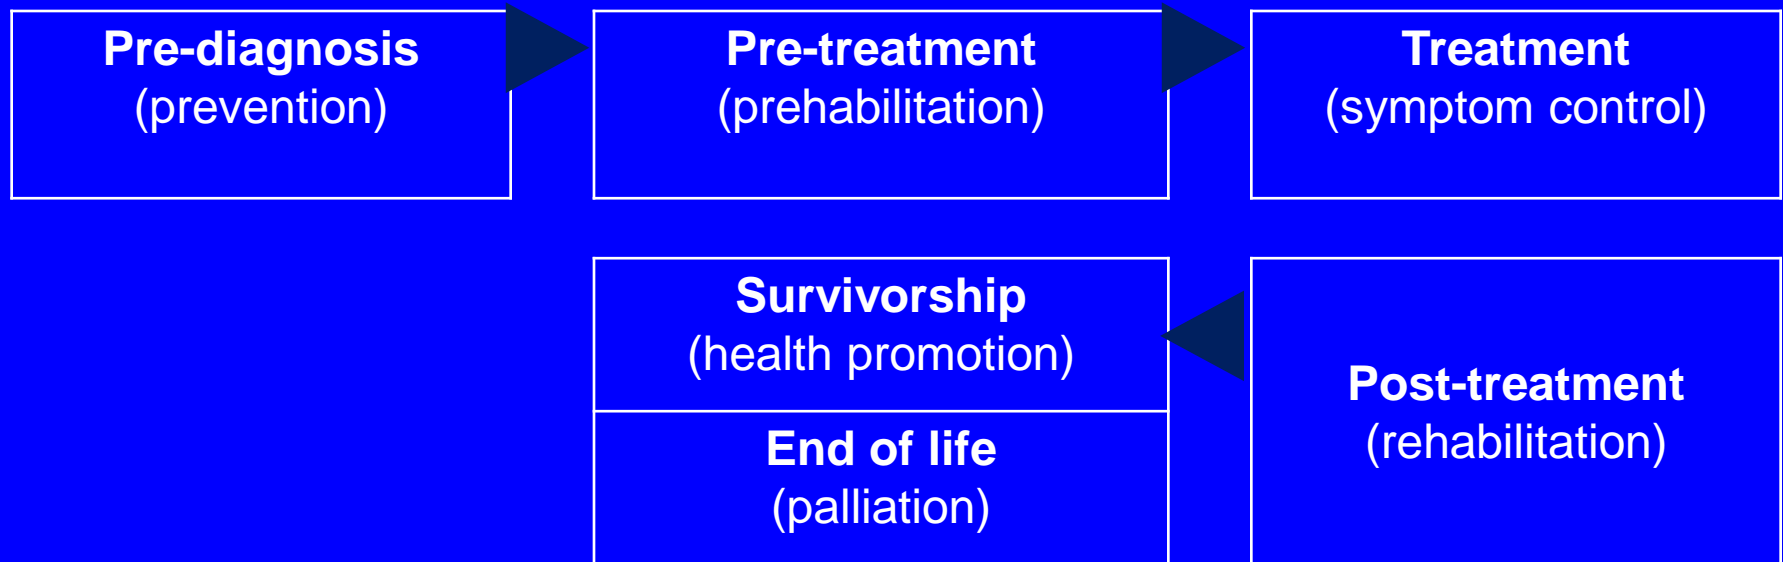 Pre-diagnosis
(prevention)
Pre-treatment
(prehabilitation)
Treatment
(symptom control)
Survivorship
(health promotion)
End of life
(palliation)
Post-treatment
(rehabilitation)